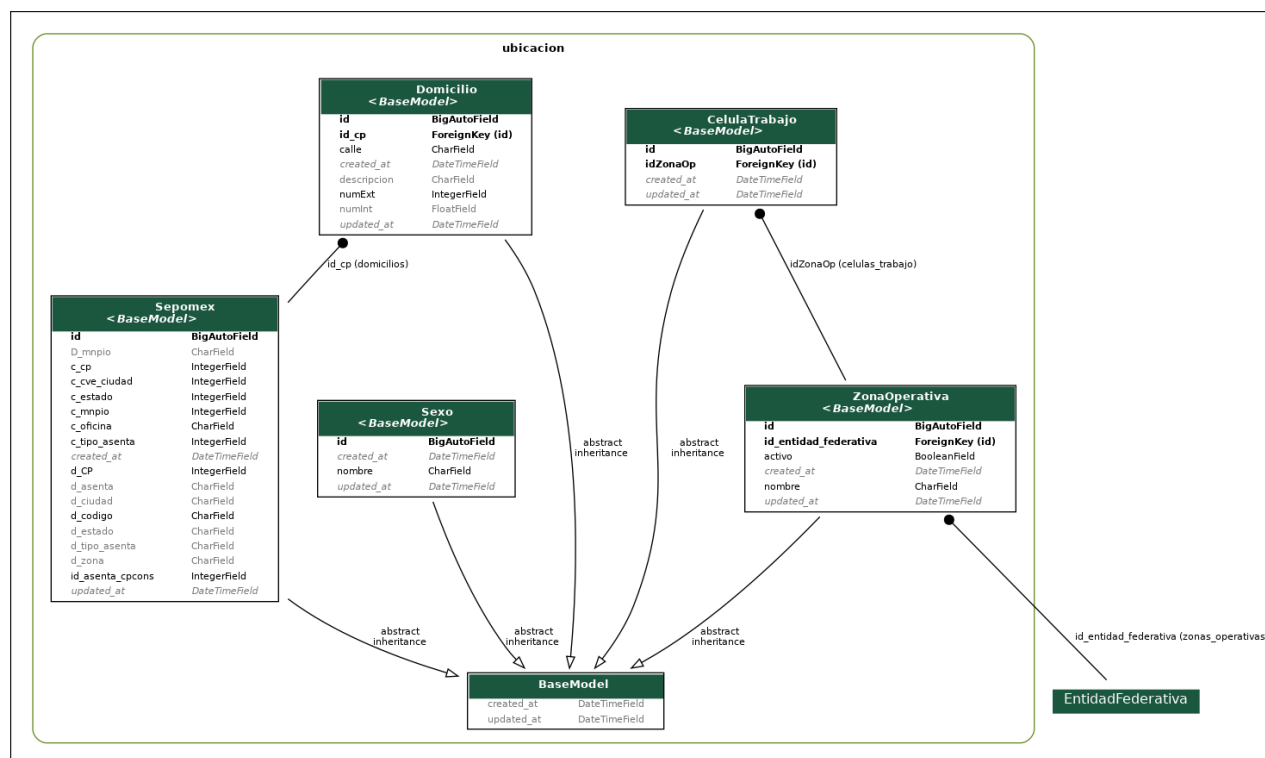 ubicacion
Domicilio
<BaseModel>
id BigAutoField
id_cp ForeignKey (id)
calle CharField
created_at DateTimeField
descripcion CharField
numExt IntegerField
numInt FloatField
updated_at DateTimeField
CelulaTrabajo
<BaseModel>
id BigAutoField
idZonaOp ForeignKey (id)
created_at DateTimeField
updated_at DateTimeField
id_cp (domicilios)
idZonaOp (celulas_trabajo)
Sepomex
<BaseModel>
id BigAutoField
D_mnpio CharField
c_cp IntegerField
c_cve_ciudad IntegerField
c_estado IntegerField
c_mnpio IntegerField
c_oficina CharField
c_tipo_asenta IntegerField
created_at DateTimeField
d_CP IntegerField
d_asenta CharField
d_ciudad CharField
d_codigo CharField
d_estado CharField
d_tipo_asenta CharField
d_zona CharField
id_asenta_cpcons IntegerField
updated_at DateTimeField
Sexo
<BaseModel>
id BigAutoField
created_at DateTimeField
nombre CharField
updated_at DateTimeField
abstract
inheritance
abstract
inheritance
ZonaOperativa
<BaseModel>
id BigAutoField
id_entidad_federativa ForeignKey (id)
activo BooleanField
created_at DateTimeField
nombre CharField
updated_at DateTimeField
abstract
inheritance
abstract
inheritance
abstract
inheritance
id_entidad_federativa (zonas_operativas
BaseModel
created_at DateTimeField
updated_at DateTimeField
EntidadFederativa